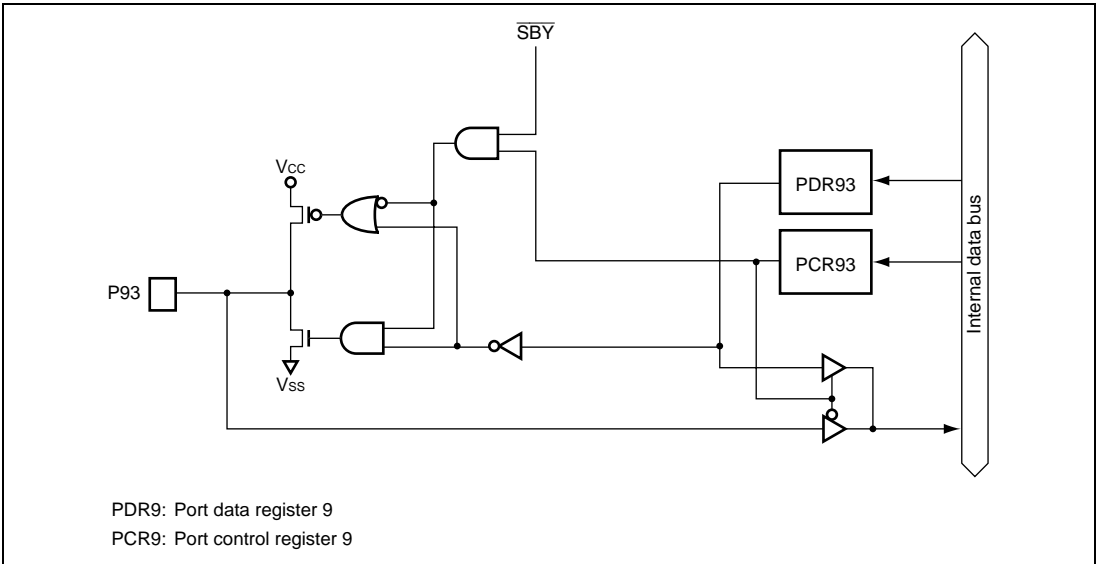 SBY
VCC
PDR93
PCR93
Internal data bus
P93
VSS
PDR9: Port data register 9
PCR9: Port control register 9